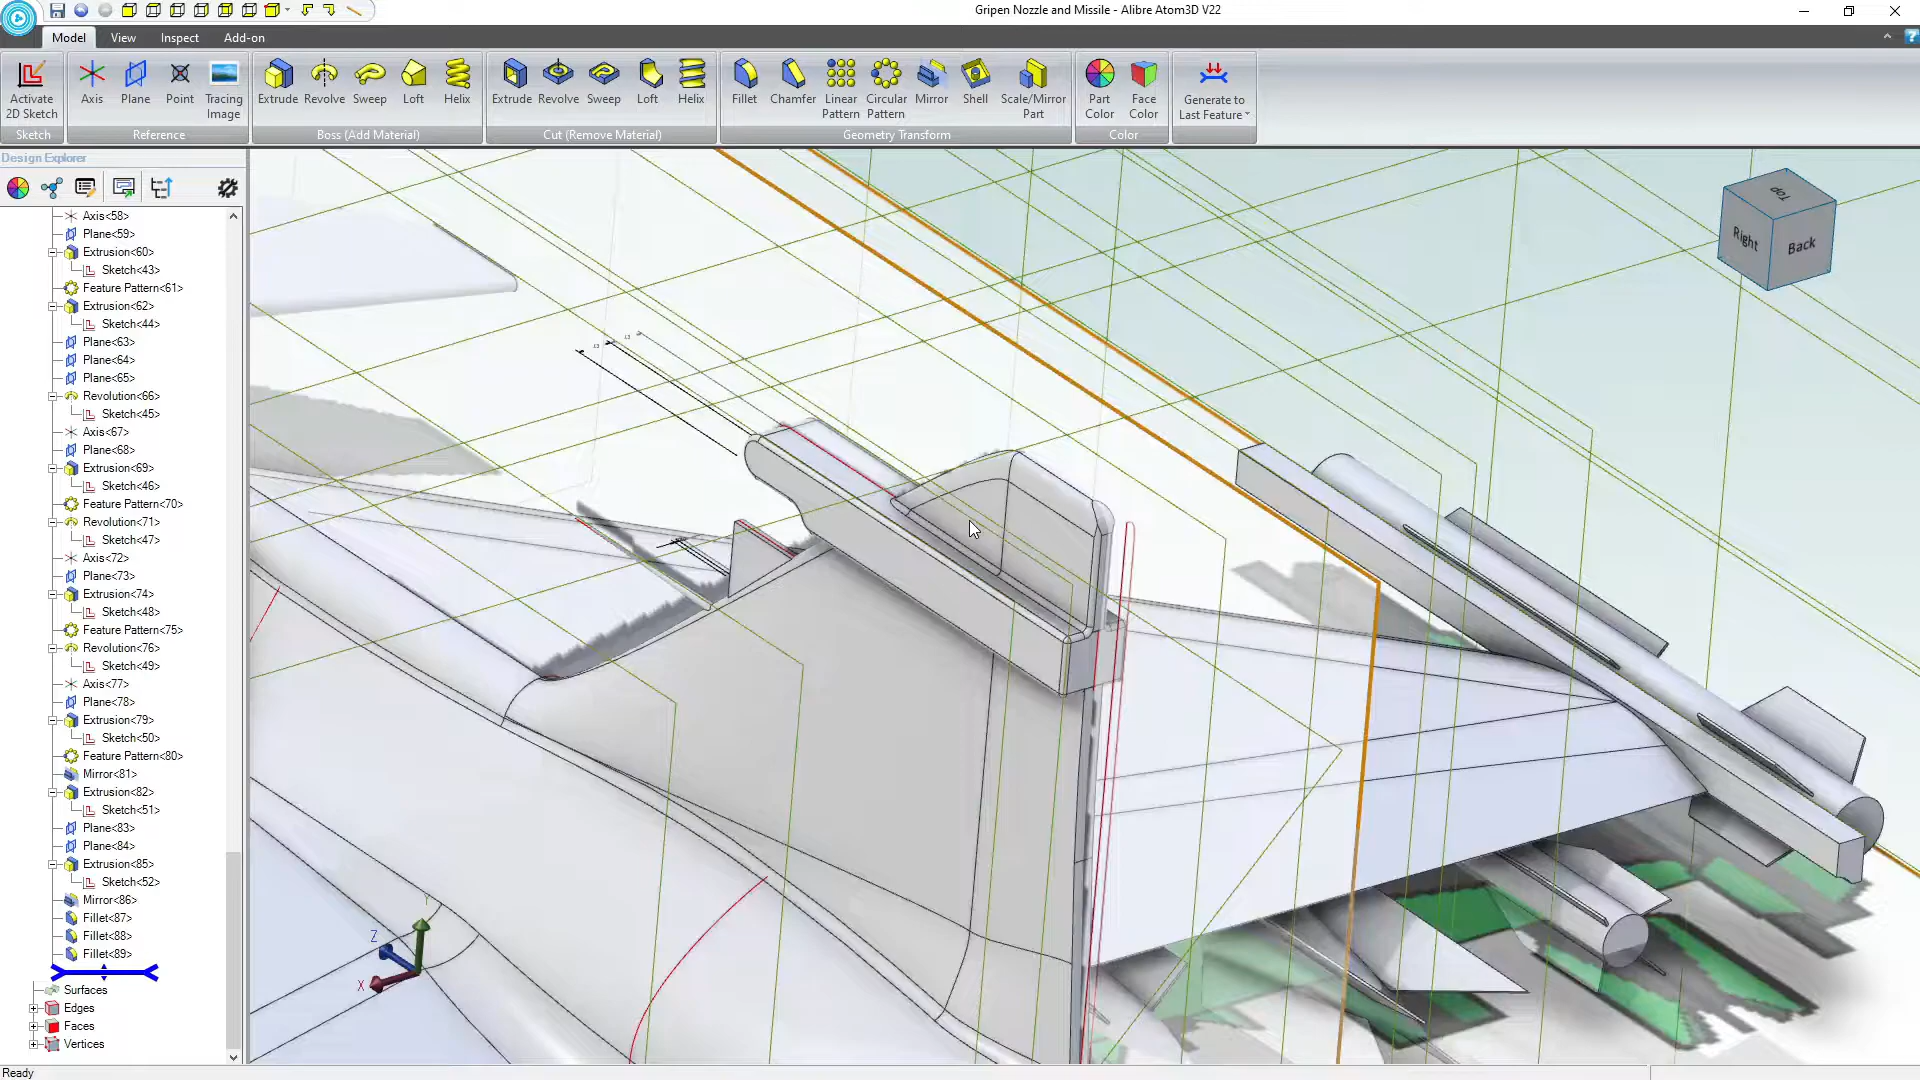 Gripen Nozzle and Missile - Alibre Atom3D V22
Model View Inspect Add-on
Activate 2D Sketch
Sketch
Axis Plane Point Tracing Image
Reference
Extrude Revolve Sweep Loft Helix
Boss (Add Material)
Extrude Revolve Sweep Loft Helix
Cut (Remove Material)
Fillet Chamfer Linear Pattern Circular Pattern Mirror Shell Scale/Mirror Part
Geometry Transform
Part Color Face Color
Color
Generate to Last Feature
Design Explorer
Axis<58>
Plane<59>
Extrusion<60>
Sketch<43>
Feature Pattern<61>
Extrusion<62>
Sketch<44>
Plane<63>
Plane<64>
Plane<65>
Revolution<66>
Sketch<45>
Axis<67>
Plane<68>
Extrusion<69>
Sketch<46>
Feature Pattern<70>
Revolution<71>
Sketch<47>
Axis<72>
Plane<73>
Extrusion<74>
Sketch<48>
Feature Pattern<75>
Revolution<76>
Sketch<49>
Axis<77>
Plane<78>
Extrusion<79>
Sketch<50>
Feature Pattern<80>
Mirror<81>
Extrusion<82>
Sketch<51>
Plane<83>
Plane<84>
Extrusion<85>
Sketch<52>
Mirror<86>
Fillet<87>
Fillet<88>
Fillet<89>
Surfaces
Edges
Faces
Vertices
Top
Right
Back
Y
Z
X
Ready